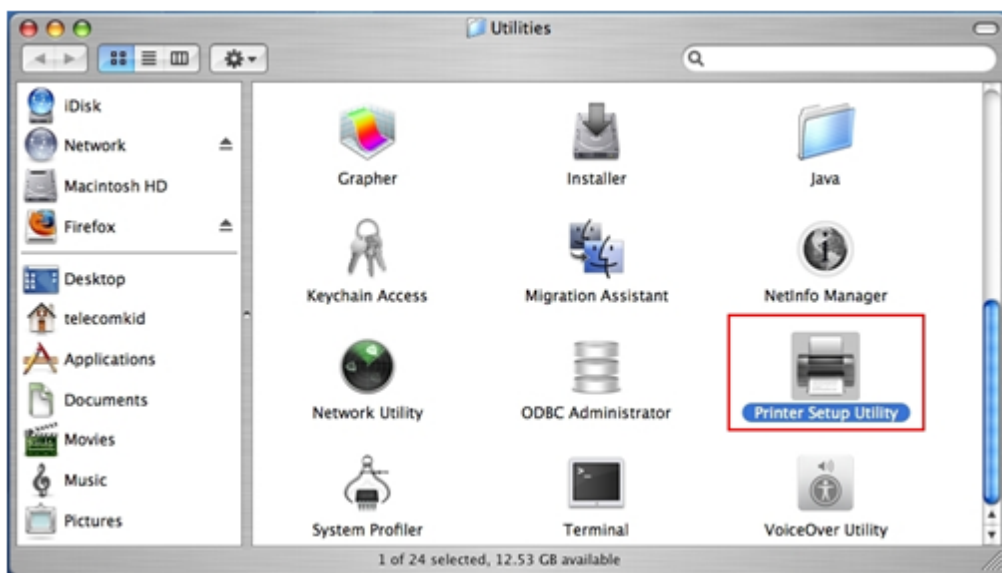 Utilities
iDisk
Network
Macintosh HD
Firefox
Desktop
telecomkid
Applications
Documents
Movies
Music
Pictures
Grapher
Installer
Java
Keychain Access
Migration Assistant
NetInfo Manager
Network Utility
ODBC Administrator
Printer Setup Utility
System Profiler
Terminal
VoiceOver Utility
1 of 24 selected, 12.53 GB available